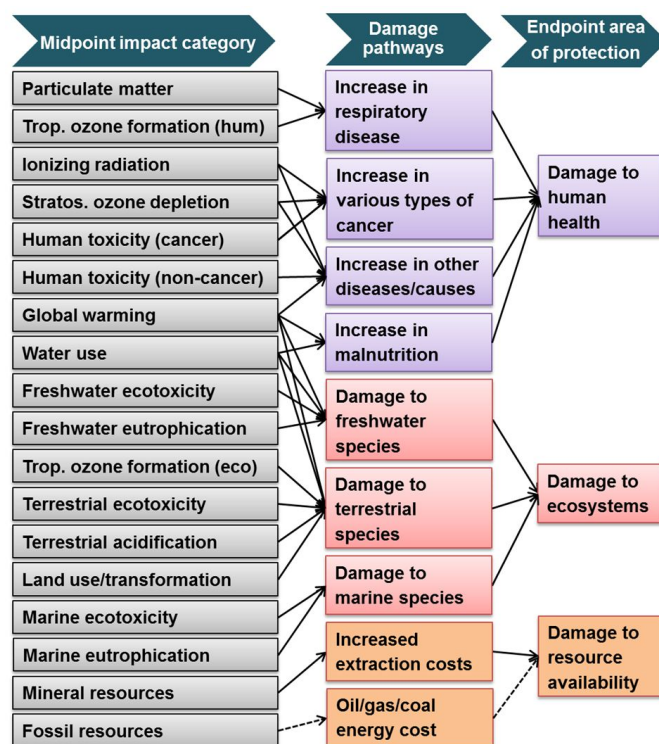 Midpoint impact category
Damage
pathways
Endpoint area
of protection
Particulate matter
Trop. ozone formation (hum)
Ionizing radiation
Stratos. ozone depletion
Human toxicity (cancer)
Human toxicity (non-cancer)
Global warming
Water use
Freshwater ecotoxicity
Freshwater eutrophication
Trop. ozone formation (eco)
Terrestrial ecotoxicity
Terrestrial acidification
Land use/transformation
Marine ecotoxicity
Marine eutrophication
Mineral resources
Fossil resources
Increase in
respiratory
disease
Increase in
various types of
cancer
Increase in other
diseases/causes
Increase in
malnutrition
Damage to
freshwater
species
Damage to
terrestrial
species
Damage to
marine species
Increased
extraction costs
Oil/gas/coal
energy cost
Damage to
human
health
Damage to
ecosystems
Damage to
resource
availability